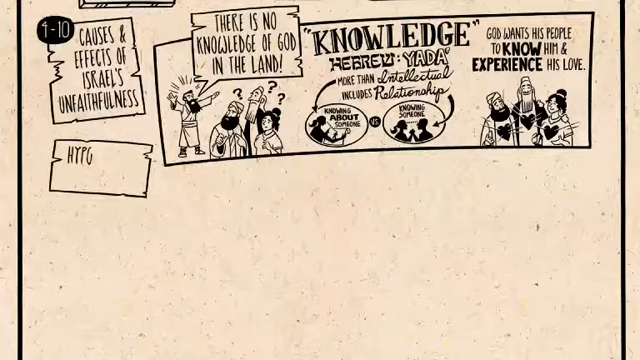 4-10
CAUSES &
EFFECTS OF
ISRAEL'S
UNFAITHFULNESS
THERE IS NO
KNOWLEDGE OF GOD
IN THE LAND!
? ? ?
"KNOWLEDGE"
HEBREW: YADA'
MORE THAN Intellectual
INCLUDES Relationship
KNOWING
ABOUT
SOMEONE
VS
KNOWING
SOMEONE
GOD WANTS HIS PEOPLE
TO KNOW HIM &
EXPERIENCE HIS LOVE.
HYPG